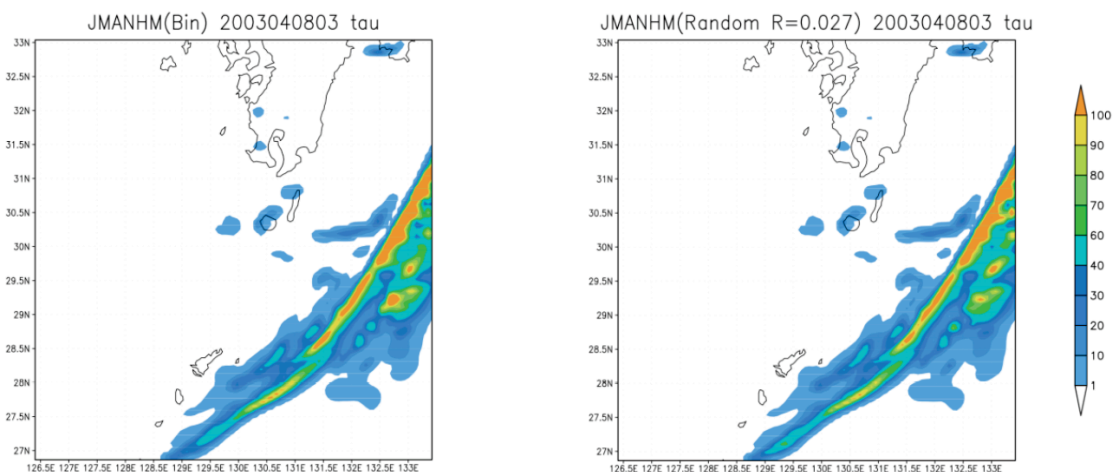 JMANHM(Bin) 2003040803 tau
33N
32.5N
32N
31.5N
31N
30.5N
30N
29.5N
29N
28.5N
28N
27.5N
27N
126.5E 127E 127.5E 128E 128.5E 129E 129.5E 130E 130.5E 131E 131.5E 132E 132.5E 133E
JMANHM(Random R=0.027) 2003040803 tau
33N
32.5N
32N
31.5N
31N
30.5N
30N
29.5N
29N
28.5N
28N
27.5N
27N
126.5E 127E 127.5E 128E 128.5E 129E 129.5E 130E 130.5E 131E 131.5E 132E 132.5E 133E
100
90
80
70
60
40
30
20
10
1